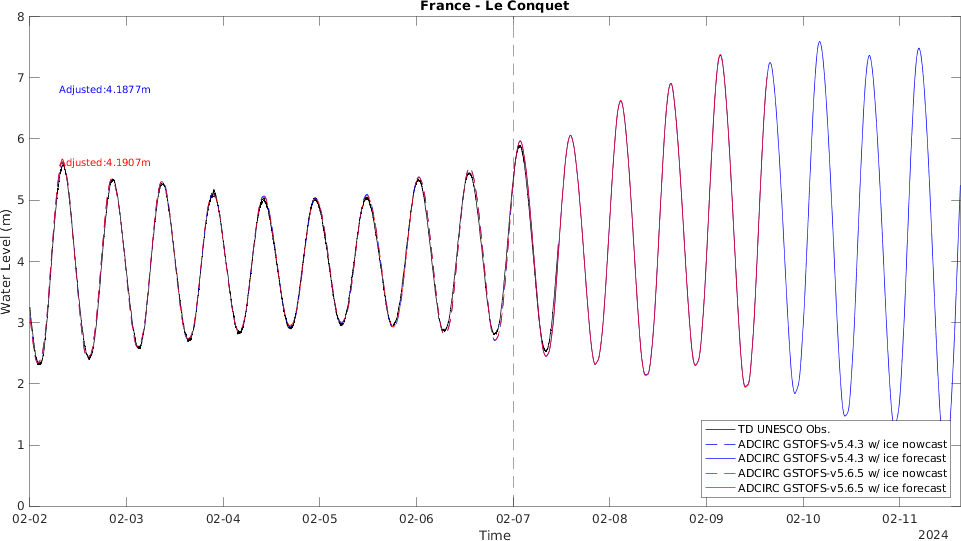 France - Le Conquet
8
7
6
5
4
3
2
1
0
Water Level (m)
Adjusted:4.1877m
Adjusted:4.1907m
TD UNESCO Obs.
ADCIRC GSTOFS-v5.4.3 w/ ice nowcast
ADCIRC GSTOFS-v5.4.3 w/ ice forecast
ADCIRC GSTOFS-v5.6.5 w/ ice nowcast
ADCIRC GSTOFS-v5.6.5 w/ ice forecast
02-02 02-03 02-04 02-05 02-06 02-07 02-08 02-09 02-10 02-11
Time
2024